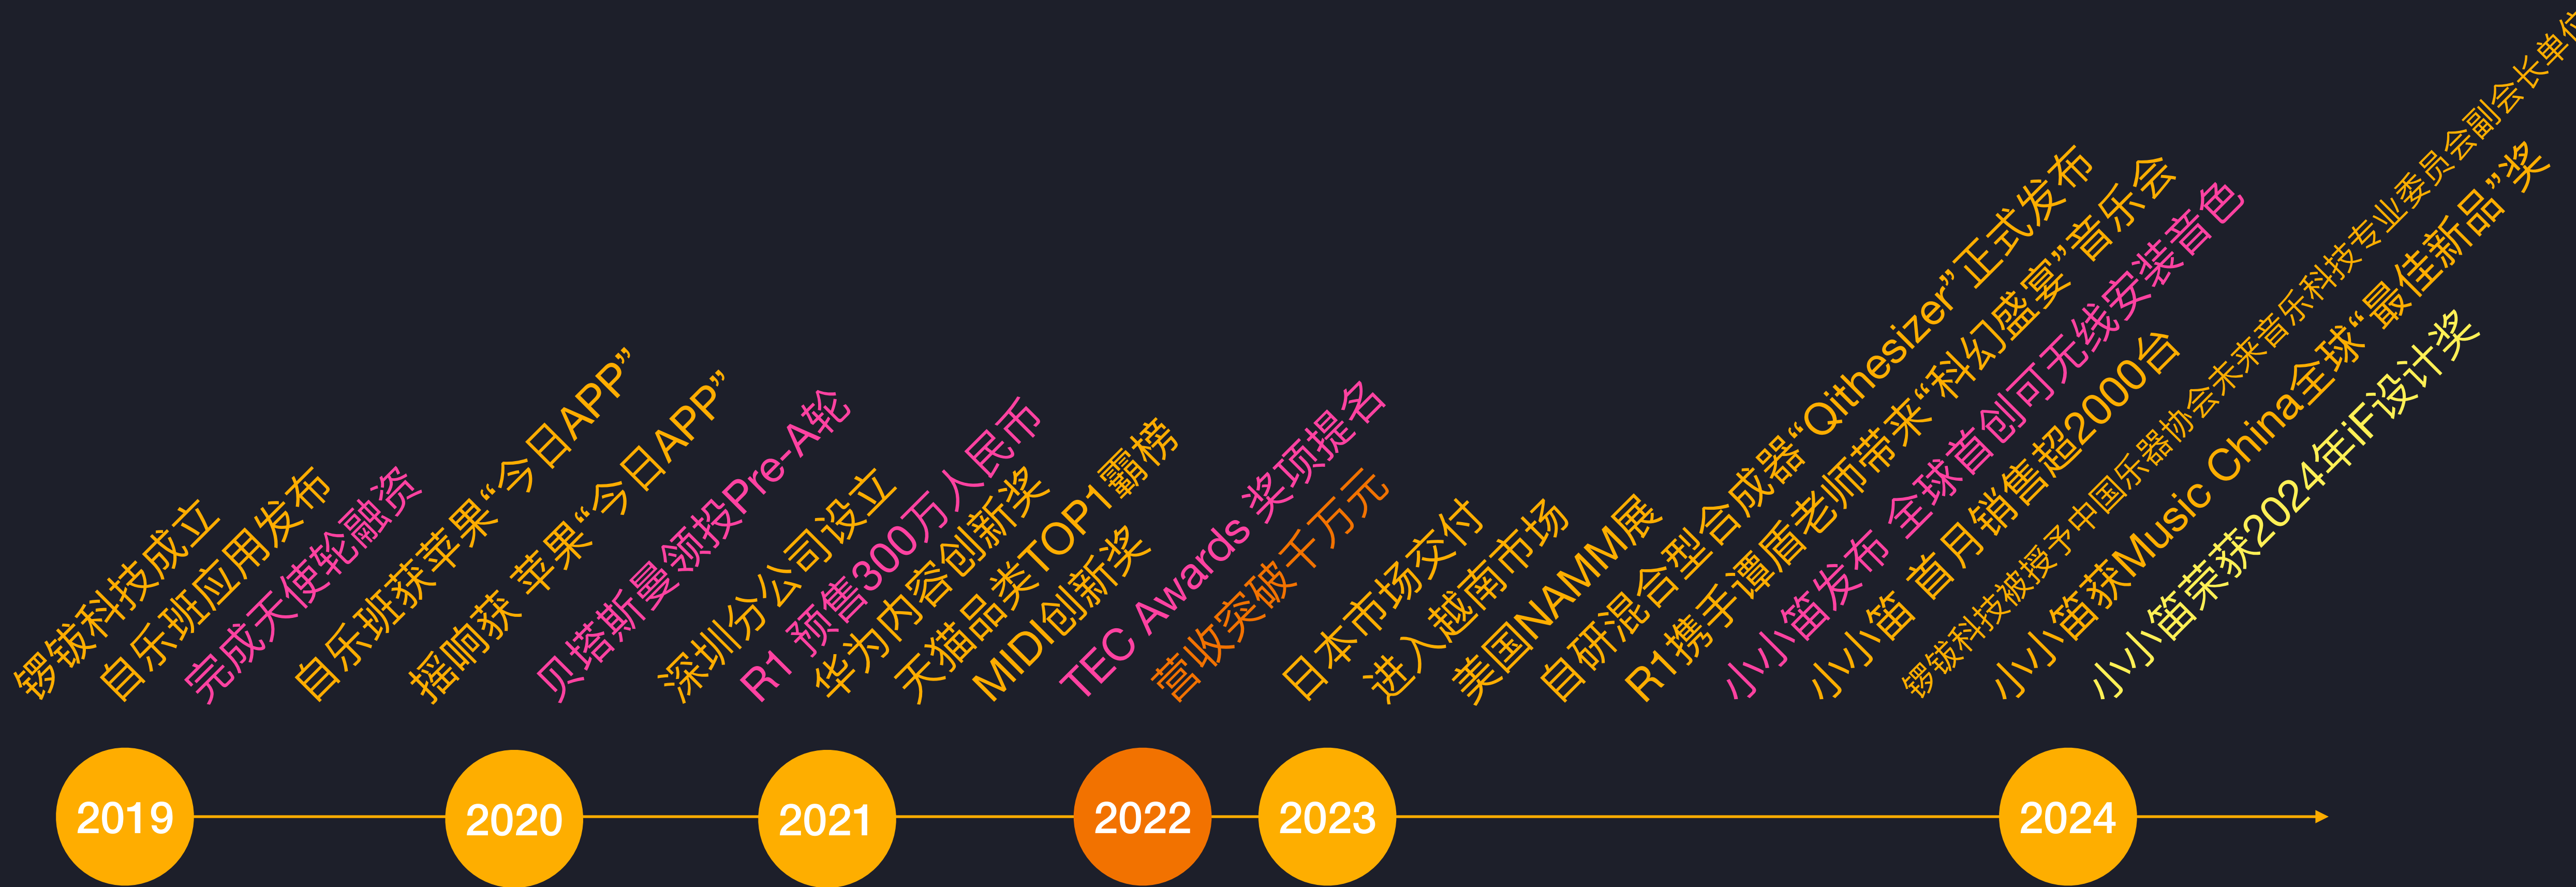 锣钹科技成立
自乐班应用发布
完成天使轮融资
自乐班获苹果“今日APP”
摇响获 苹果“今日APP”
贝塔斯曼领投Pre-A轮
深圳分公司设立
R1 预售300万人民币
华为内容创新奖
天猫品类TOP1霸榜
MIDI创新奖
TEC Awards 奖项提名
营收突破千万元
日本市场交付
进入越南市场
美国NAMM展
自研混合型合成器“Qithesizer”正式发布
R1携手谭盾老师带来“科幻盛宴”音乐会
小小笛发布 全球首创可无线安装音色
小小笛 首月销售超2000台
锣钹科技被授予中国乐器协会未来音乐科技专业委员会副会长单位
小小笛获Music China全球“最佳新品”奖
小小笛荣获2024年iF设计奖
2019
2020
2021
2022
2023
2024